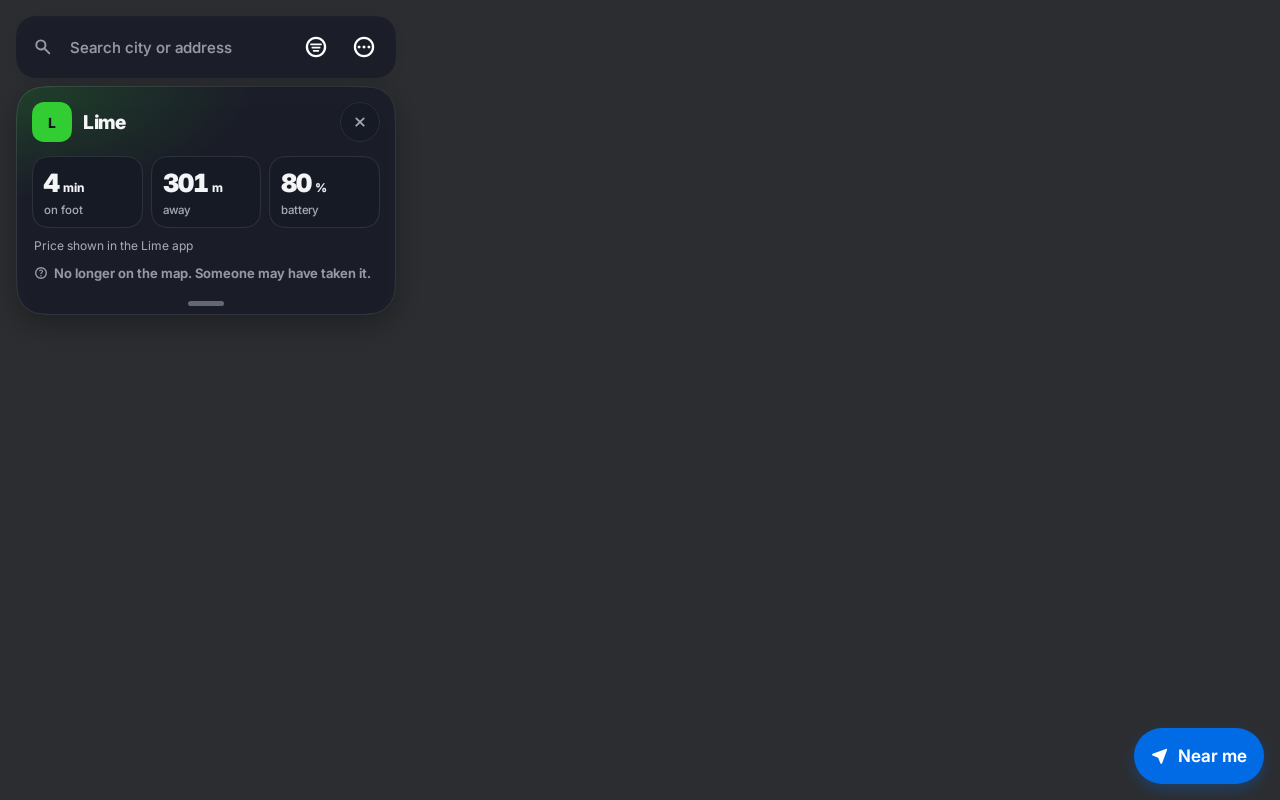 Search city or address
L
Lime
4 min
on foot
301 m
away
80 %
battery
Price shown in the Lime app
No longer on the map. Someone may have taken it.
Near me